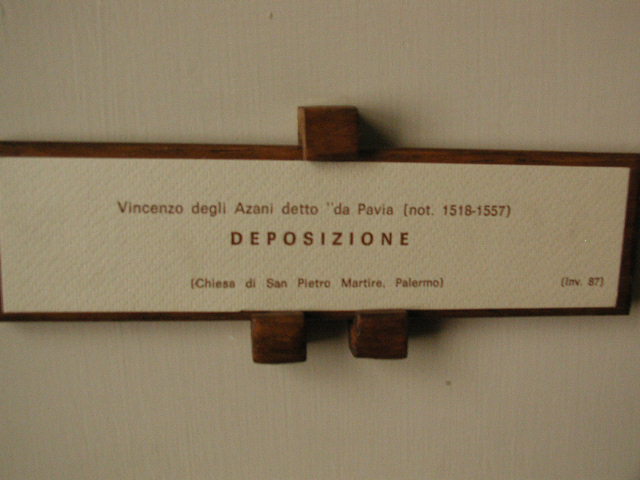 Vincenzo degli Azani detto "da Pavia (not. 1518-1557)
DEPOSIZIONE
(Chiesa di San Pietro Martire, Palermo)
(Inv. 87)